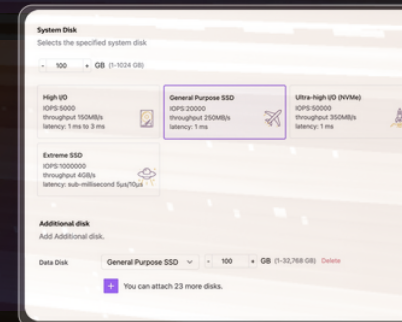 System Disk
Selects the specified system disk
- 100 + GB (1-1024 GB)
High I/O
IOPS:5000
throughput 150MB/s
latency: 1 ms to 3 ms
General Purpose SSD
IOPS:20000
throughput 250MB/s
latency: 1 ms
Ultra-high I/O (NVMe)
IOPS:50000
throughput 350MB/s
latency: 1 ms
Extreme SSD
IOPS:1000000
throughput 4GB/s
latency: sub-millisecond 5μs/10μs
Additional disk
Add Additional disk.
Data Disk General Purpose SSD - 100 + GB (1-32,768 GB) Delete
+ You can attach 23 more disks.